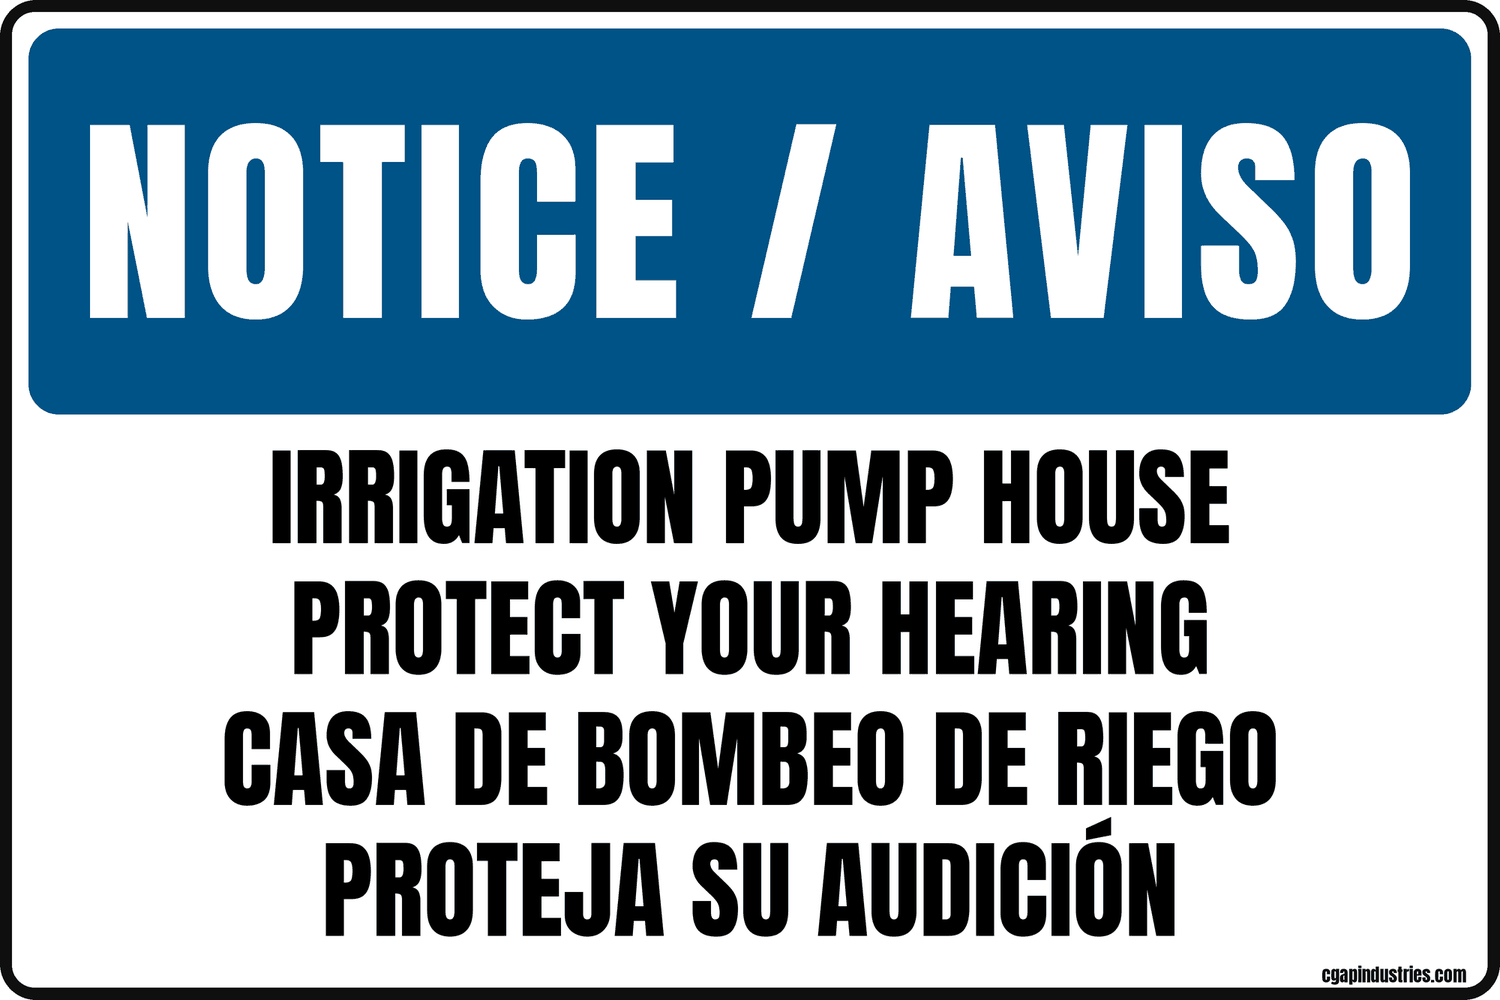 NOTICE / AVISO
IRRIGATION PUMP HOUSE
PROTECT YOUR HEARING
CASA DE BOMBEO DE RIEGO
PROTEJA SU AUDICIÓN
cgapindustries.com